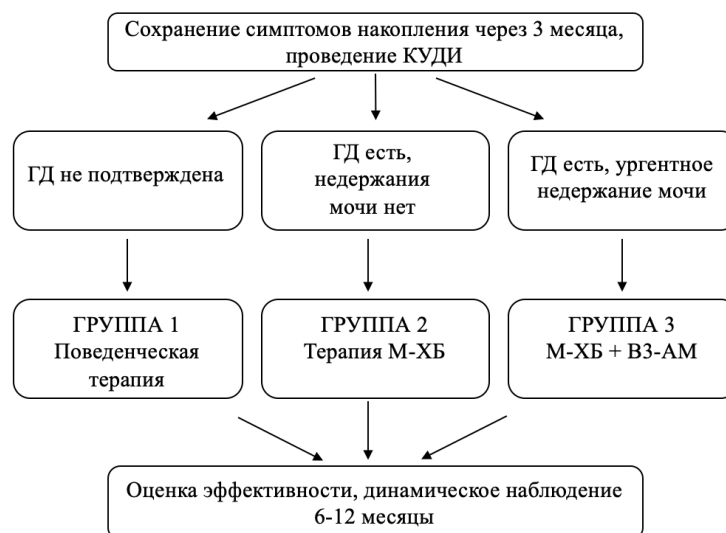 Сохранение симптомов накопления через 3 месяца,
проведение КУДИ
ГД не подтверждена
ГД есть,
недержания
мочи нет
ГД есть, ургентное
недержание мочи
ГРУППА 1
Поведенческая
терапия
ГРУППА 2
Терапия М-ХБ
ГРУППА 3
М-ХБ + В3-АМ
Оценка эффективности, динамическое наблюдение
6-12 месяцы